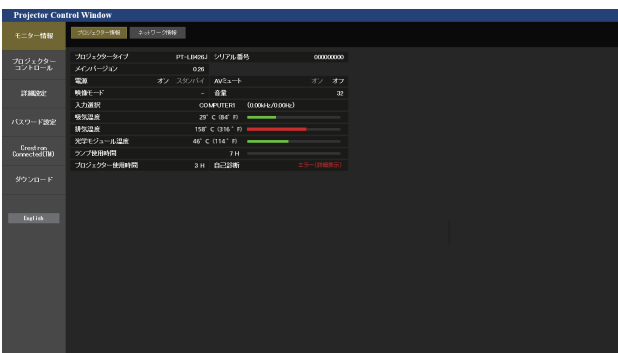 Projector Control Window
モニター情報
プロジェクター情報 ネットワーク情報
プロジェクタータイプ PT-LB426J シリアル番号 000000000
メインバージョン 0.26
電源 オン スタンバイ AVミュート オン オフ
映像モード - 音量 32
入力選択 COMPUTER1 (0.00kHz/0.00Hz)
吸気温度 29° C (84° F)
排気温度 158° C (316° F)
光学モジュール温度 46° C (114° F)
ランプ使用時間 7 H
プロジェクター使用時間 3 H 自己診断 エラー(詳細表示)
プロジェクター
コントロール
詳細設定
パスワード設定
Crestron
Connected(TM)
ダウンロード
English